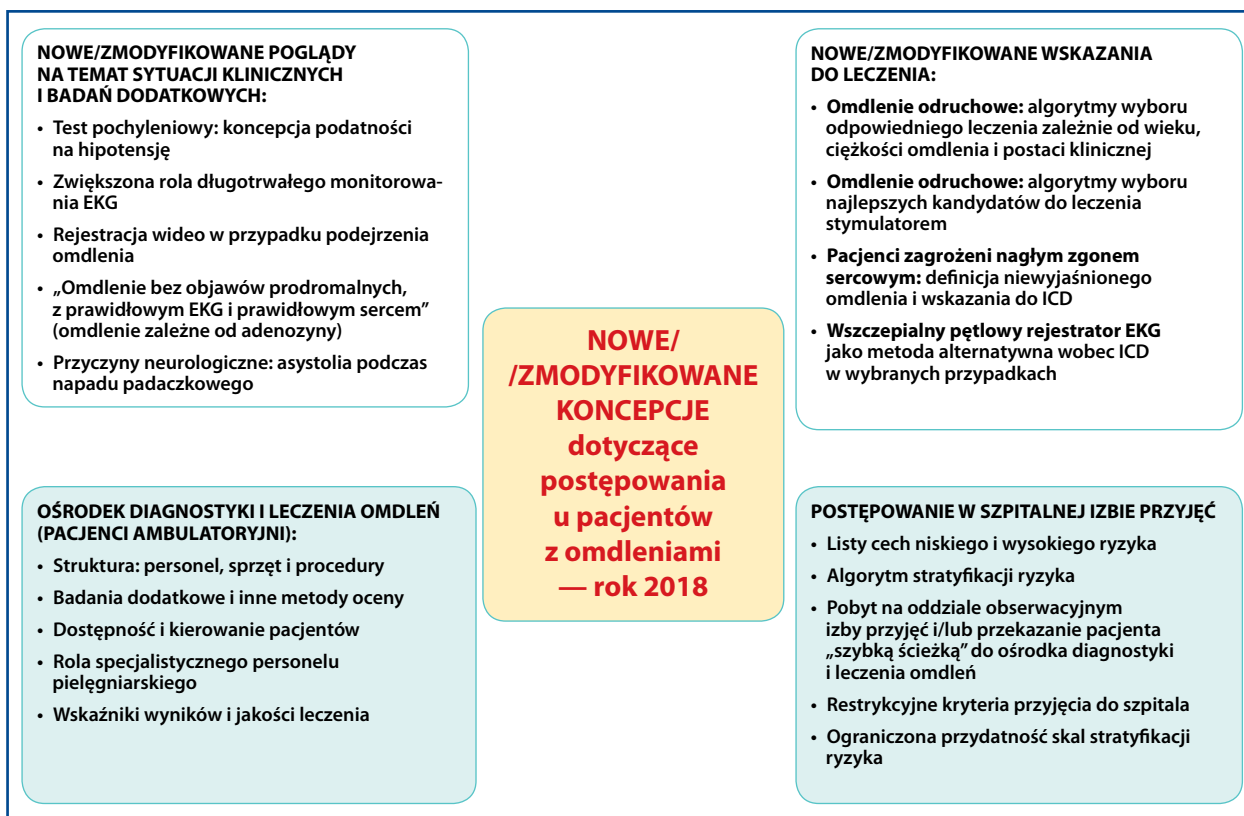 NOWE/ZMODYFIKOWANE POGLĄDY
NA TEMAT SYTUACJI KLINICZNYCH
I BADAŃ DODATKOWYCH:
• Test pochyleniowy: koncepcja podatności
na hipotensję
• Zwiększona rola długotrwałego monitorowa-
nia EKG
• Rejestracja wideo w przypadku podejrzenia
omdlenia
• „Omdlenie bez objawów prodromalnych,
z prawidłowym EKG i prawidłowym sercem”
(omdlenie zależne od adenozyny)
• Przyczyny neurologiczne: asystolia podczas
napadu padaczkowego
NOWE/ZMODYFIKOWANE WSKAZANIA
DO LECZENIA:
• Omdlenie odruchowe: algorytmy wyboru
odpowiedniego leczenia zależnie od wieku,
ciężkości omdlenia i postaci klinicznej
• Omdlenie odruchowe: algorytmy wyboru
najlepszych kandydatów do leczenia
stymulatorem
• Pacjenci zagrożeni nagłym zgonem
sercowym: definicja niewyjaśnionego
omdlenia i wskazania do ICD
• Wszczepialny pętlowy rejestrator EKG
jako metoda alternatywna wobec ICD
w wybranych przypadkach
NOWE/
/ZMODYFIKOWANE
KONCEPCJE
dotyczące
postępowania
u pacjentów
z omdleniami
— rok 2018
OŚRODEK DIAGNOSTYKI I LECZENIA OMDLEŃ
(PACJENCI AMBULATORYJNI):
• Struktura: personel, sprzęt i procedury
• Badania dodatkowe i inne metody oceny
• Dostępność i kierowanie pacjentów
• Rola specjalistycznego personelu
pielęgniarskiego
• Wskaźniki wyników i jakości leczenia
POSTĘPOWANIE W SZPITALNEJ IZBIE PRZYJĘĆ
• Listy cech niskiego i wysokiego ryzyka
• Algorytm stratyfikacji ryzyka
• Pobyt na oddziale obserwacyjnym
izby przyjęć i/lub przekazanie pacjenta
„szybką ścieżką” do ośrodka diagnostyki
i leczenia omdleń
• Restrykcyjne kryteria przyjęcia do szpitala
• Ograniczona przydatność skal stratyfikacji
ryzyka